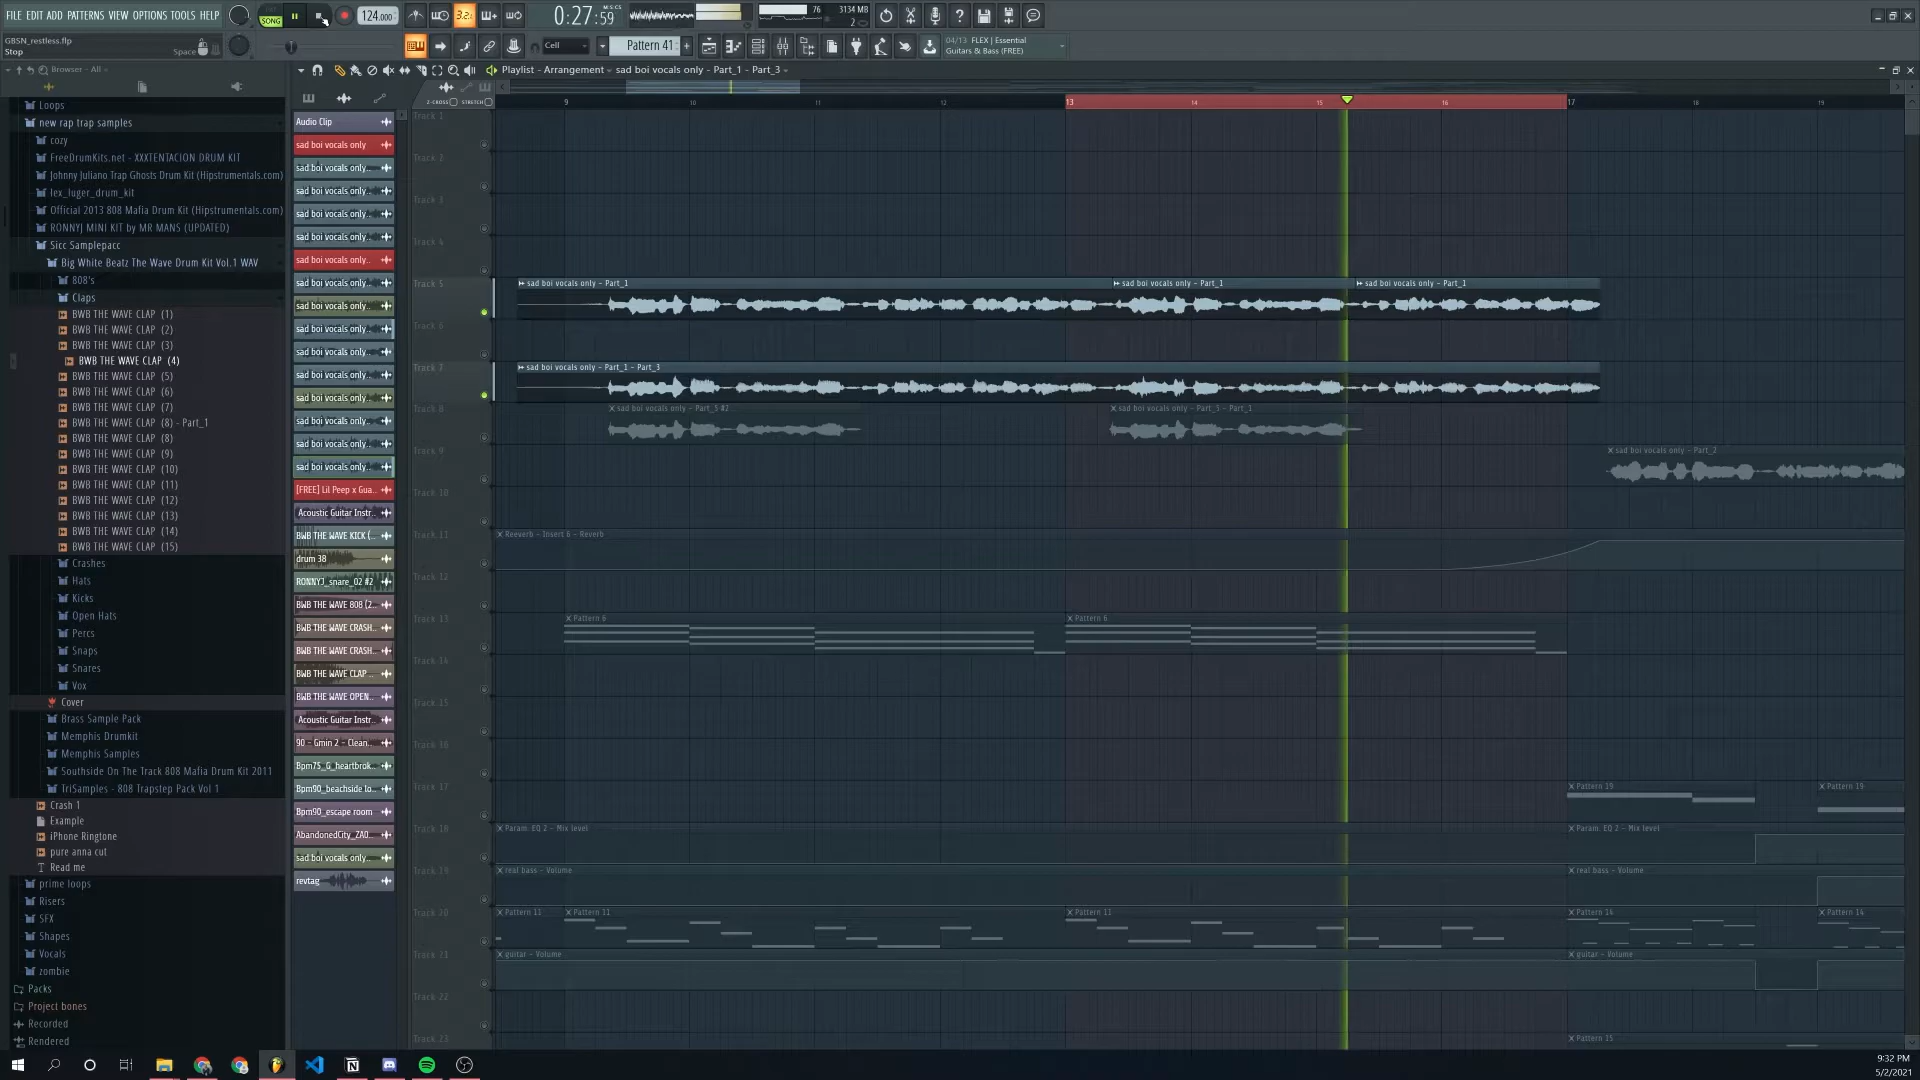 FILE EDIT ADD PATTERNS VIEW OPTIONS TOOLS HELP
SONG
124.000
3.2.
0:27:59
M:S:CS
76
3134 MB
2
GBSN_restless.flp
Stop
Space
Cell
Pattern 41
04/13 FLEX | Essential
Guitars & Bass (FREE)
Browser - All
Playlist - Arrangement
sad boi vocals only - Part_1 - Part_3
Z-CROSS
STRETCH
9
10
11
12
13
14
15
16
17
18
19
Loops
new rap trap samples
cozy
FreeDrumKits.net - XXXTENTACION DRUM KIT
Johnny Juliano Trap Ghosts Drum Kit (Hipstrumentals.com)
lex_luger_drum_kit
Official 2013 808 Mafia Drum Kit (Hipstrumentals.com)
RONNYJ MINI KIT by MR MANS (UPDATED)
Sicc Samplepacc
Big White Beatz The Wave Drum Kit Vol.1 WAV
808's
Claps
BWB THE WAVE CLAP (1)
BWB THE WAVE CLAP (2)
BWB THE WAVE CLAP (3)
BWB THE WAVE CLAP (4)
BWB THE WAVE CLAP (5)
BWB THE WAVE CLAP (6)
BWB THE WAVE CLAP (7)
BWB THE WAVE CLAP (8) - Part_1
BWB THE WAVE CLAP (8)
BWB THE WAVE CLAP (9)
BWB THE WAVE CLAP (10)
BWB THE WAVE CLAP (11)
BWB THE WAVE CLAP (12)
BWB THE WAVE CLAP (13)
BWB THE WAVE CLAP (14)
BWB THE WAVE CLAP (15)
Crashes
Hats
Kicks
Open Hats
Percs
Snaps
Snares
Vox
Cover
Brass Sample Pack
Memphis Drumkit
Memphis Samples
Southside On The Track 808 Mafia Drum Kit 2011
TriSamples - 808 Trapstep Pack Vol 1
Crash 1
Example
iPhone Ringtone
pure anna cut
Read me
prime loops
Risers
SFX
Shapes
Vocals
zombie
Packs
Project bones
Recorded
Rendered
Audio Clip
sad boi vocals only
sad boi vocals only..
sad boi vocals only..
sad boi vocals only..
sad boi vocals only..
sad boi vocals only..
sad boi vocals only..
sad boi vocals only..
sad boi vocals only..
sad boi vocals only..
sad boi vocals only..
sad boi vocals only..
sad boi vocals only..
sad boi vocals only..
sad boi vocals only..
[FREE] Lil Peep x Gua..
Acoustic Guitar Instr..
BWB THE WAVE KICK (..
drum 38
RONNYJ_snare_02 #2
BWB THE WAVE 808 (2..
BWB THE WAVE CRASH..
BWB THE WAVE CRASH..
BWB THE WAVE CLAP ..
BWB THE WAVE OPEN..
Acoustic Guitar Instr..
90 - Gmin 2 - Clean..
Bpm75_G_heartbrok..
Bpm90_beachside lo..
Bpm90_escape room
AbandonedCity_ZA0..
sad boi vocals only..
revtag
Track 1
Track 2
Track 3
Track 4
Track 5
sad boi vocals only - Part_1
sad boi vocals only - Part_1
sad boi vocals only - Part_1
Track 6
Track 7
sad boi vocals only - Part_1 - Part_3
Track 8
sad boi vocals only - Part_3 #2
sad boi vocals only - Part_3 - Part_1
Track 9
sad boi vocals only - Part_2
Track 10
Track 11
Reeverb - Insert 6 - Reverb
Track 12
Track 13
Pattern 6
Pattern 6
Track 14
Track 15
Track 16
Track 17
Pattern 19
Pattern 19
Track 18
Param. EQ 2 - Mix level
Param. EQ 2 - Mix level
Track 19
real bass - Volume
real bass - Volume
Track 20
Pattern 11
Pattern 11
Pattern 11
Pattern 14
Pattern 14
Track 21
guitar - Volume
guitar - Volume
Track 22
Track 23
Pattern 15
9:32 PM
5/2/2021